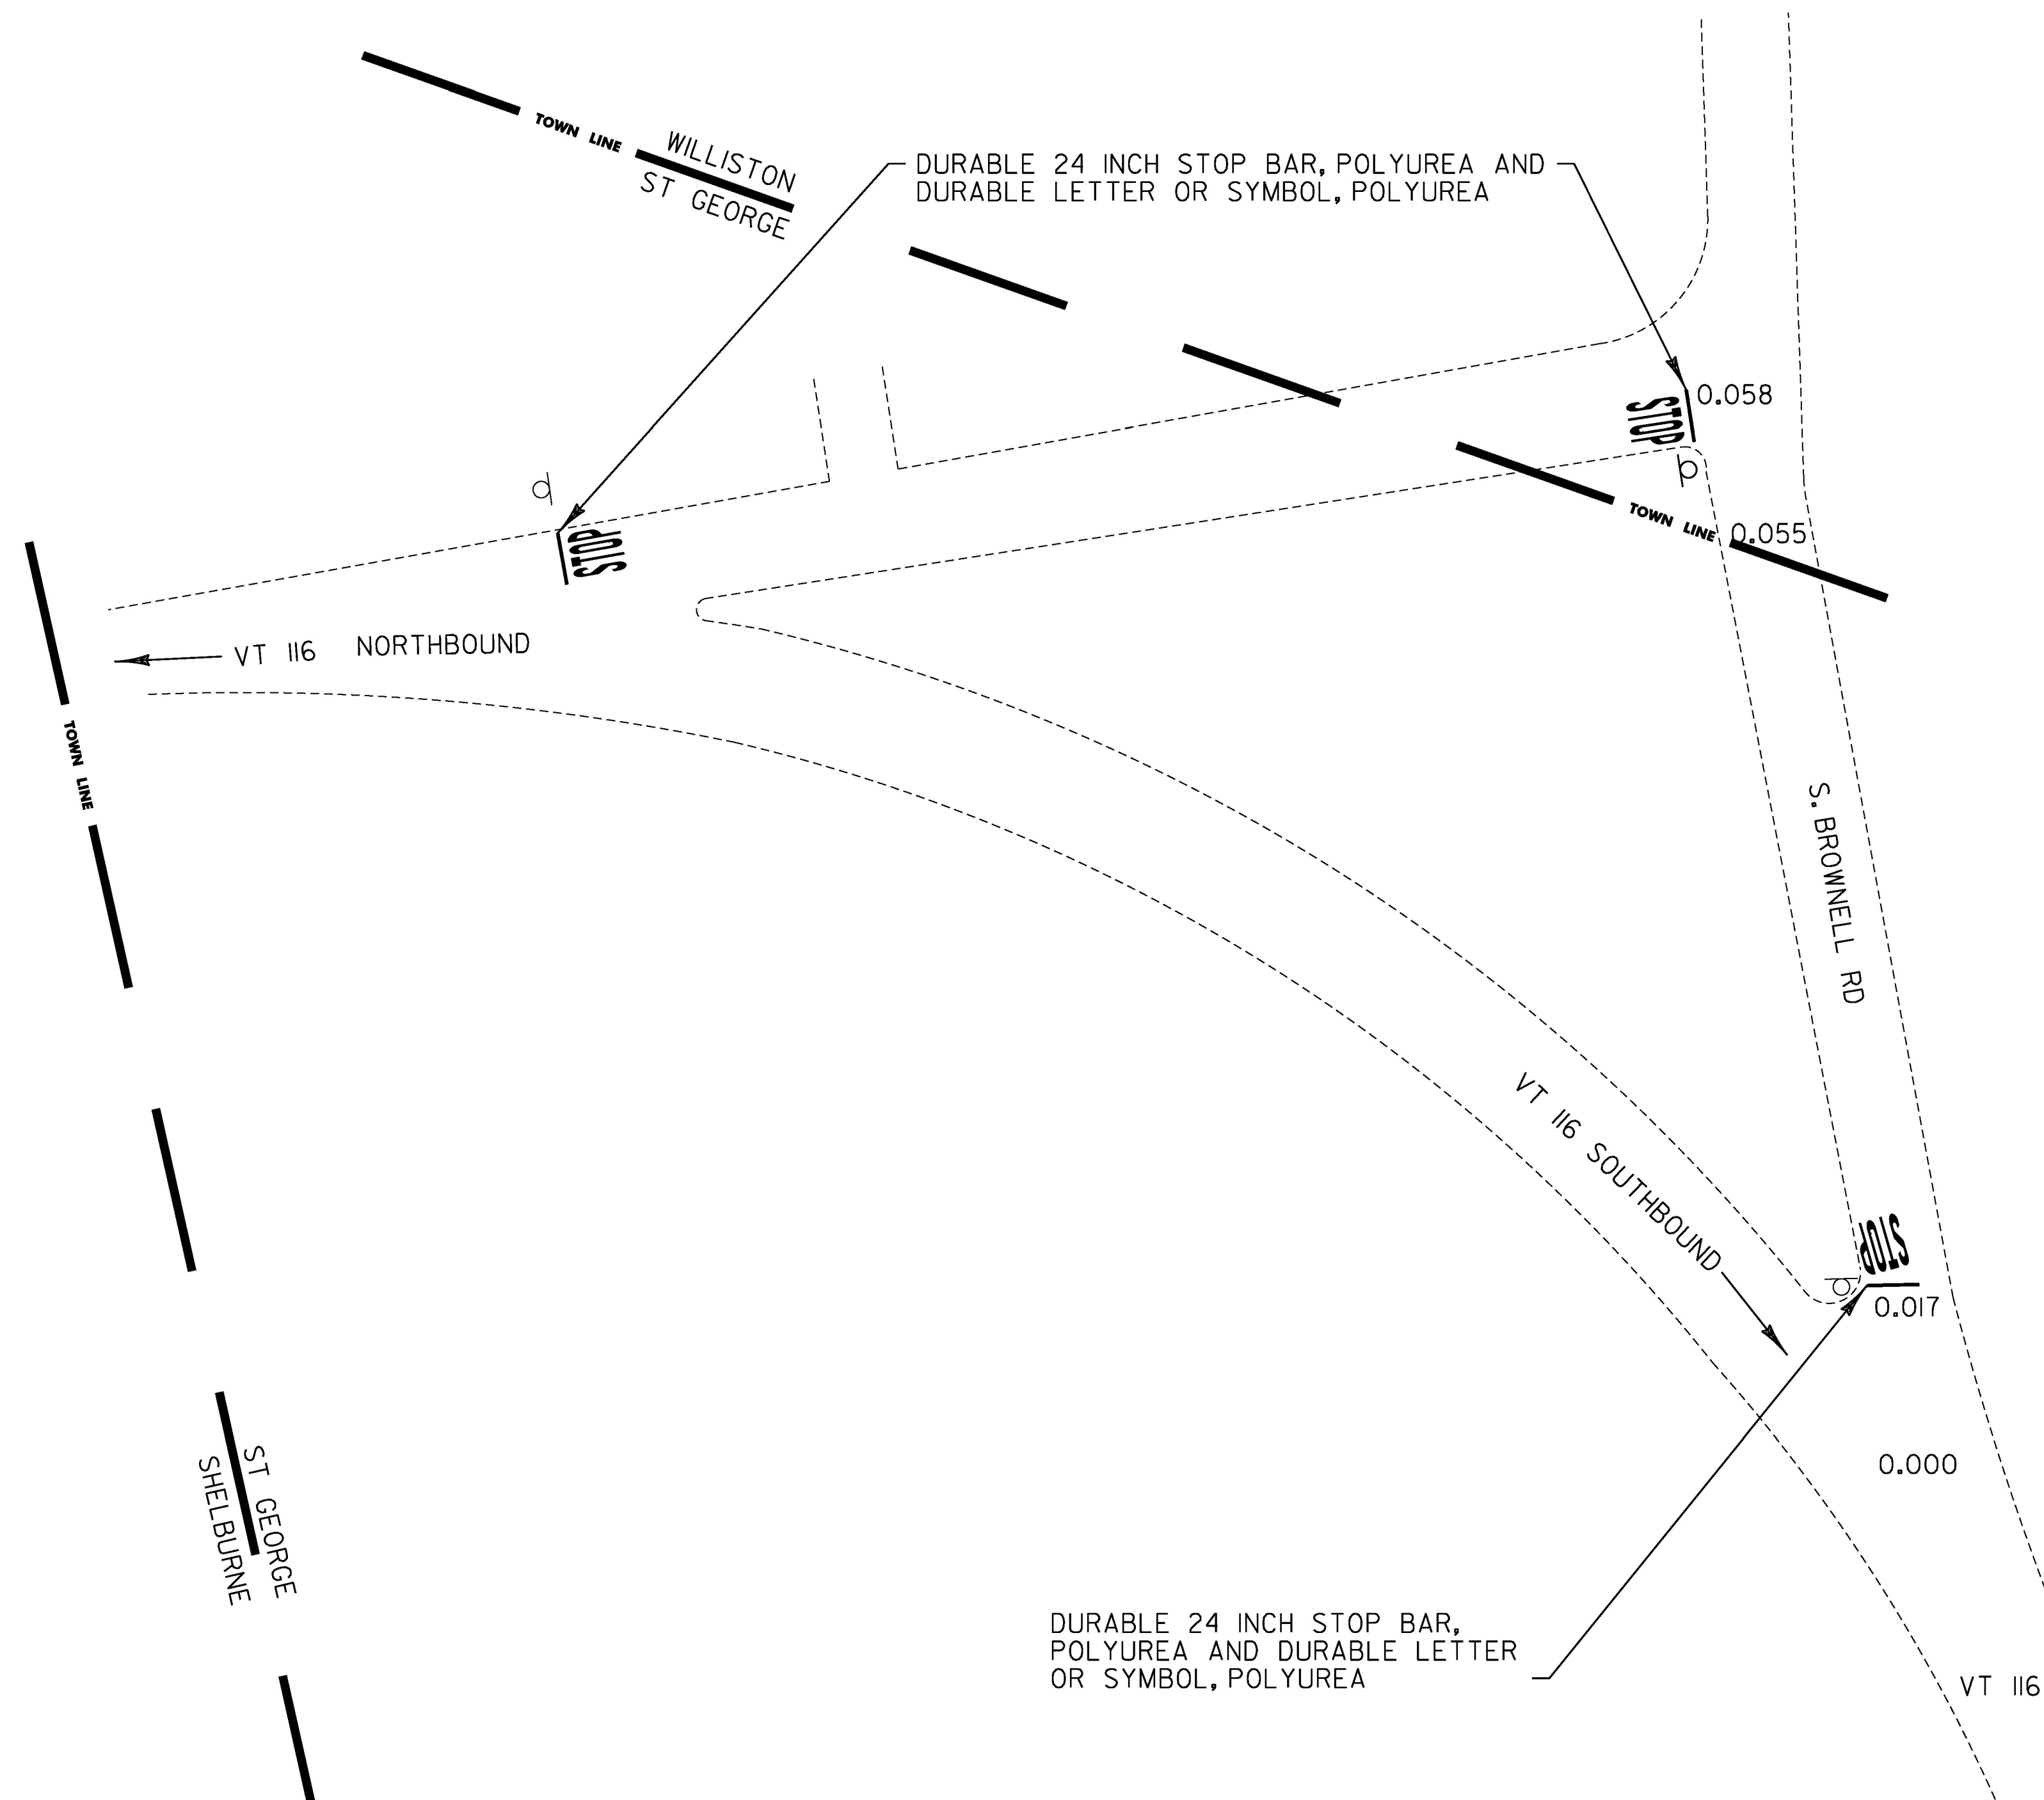 TOWN LINE
WILLISTON
ST GEORGE
DURABLE 24 INCH STOP BAR, POLYUREA AND
DURABLE LETTER OR SYMBOL, POLYUREA
0.058
STOP
TOWN LINE
0.055
STOP
VT 116 NORTHBOUND
TOWN LINE
S. BROWNELL RD
VT 116 SOUTHBOUND
STOP
0.017
0.000
ST GEORGE
SHELBURNE
DURABLE 24 INCH STOP BAR,
POLYUREA AND DURABLE LETTER
OR SYMBOL, POLYUREA
VT 116